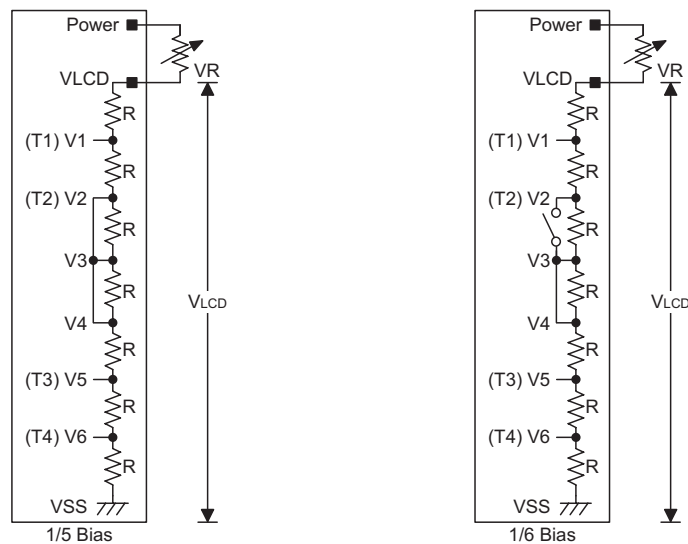 Power
VR
VLCD
R
(T1) V1
R
(T2) V2
R
V3
R
V4
R
(T3) V5
R
(T4) V6
R
VSS
VLCD
1/5 Bias
Power
VR
VLCD
R
(T1) V1
R
(T2) V2
R
V3
R
V4
R
(T3) V5
R
(T4) V6
R
VSS
VLCD
1/6 Bias